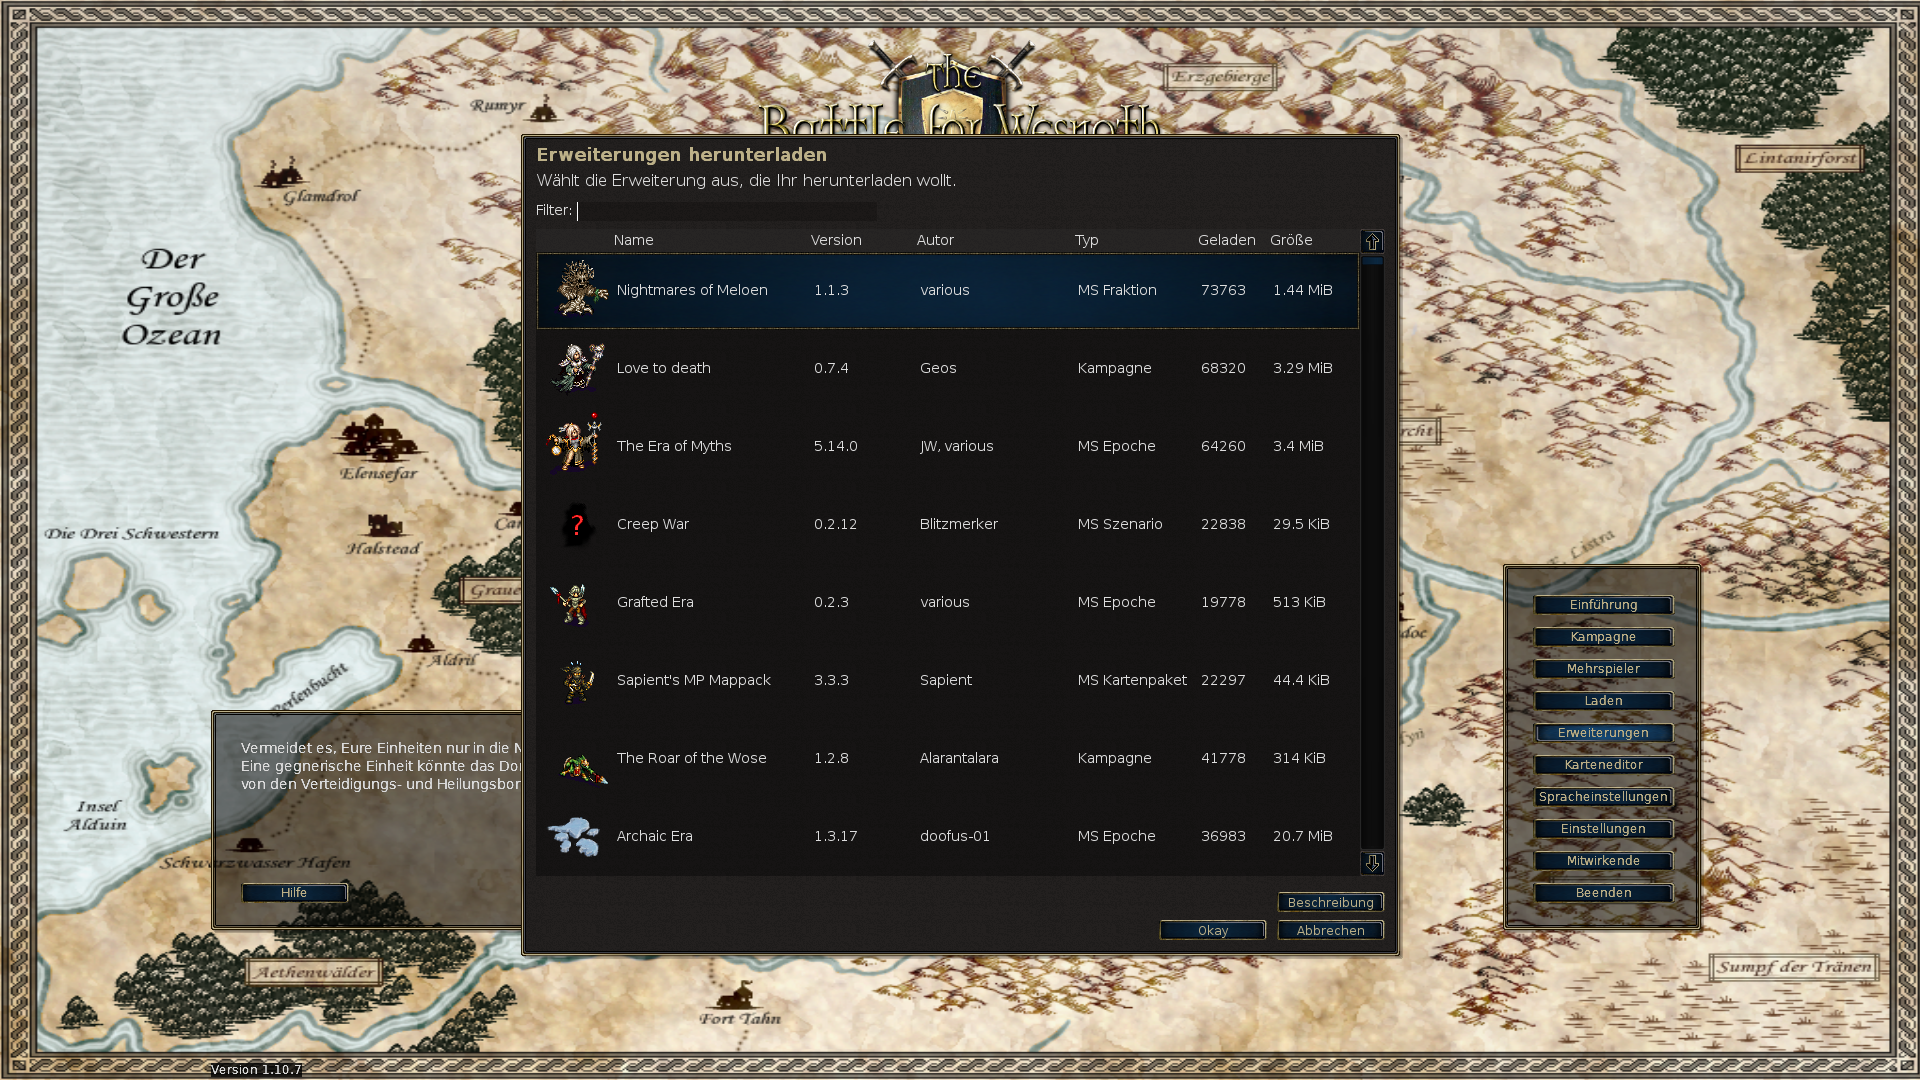 The
Battle for Wesnoth
Erzgebierge
Rumyr
Lintanirforst
Glamdrol
Der
Große
Ozean
Elensefar
Die Drei Schwestern
Halstead
Aldril
Perlenbucht
Insel
Alduin
Schwarzwasser Hafen
Aethenwälder
Fort Tahn
Sumpf der Tränen
Listra
Erweiterungen herunterladen
Wählt die Erweiterung aus, die Ihr herunterladen wollt.
Filter:
Name Version Autor Typ Geladen Größe
Nightmares of Meloen 1.1.3 various MS Fraktion 73763 1.44 MiB
Love to death 0.7.4 Geos Kampagne 68320 3.29 MiB
The Era of Myths 5.14.0 JW, various MS Epoche 64260 3.4 MiB
? Creep War 0.2.12 Blitzmerker MS Szenario 22838 29.5 KiB
Grafted Era 0.2.3 various MS Epoche 19778 513 KiB
Sapient's MP Mappack 3.3.3 Sapient MS Kartenpaket 22297 44.4 KiB
The Roar of the Wose 1.2.8 Alarantalara Kampagne 41778 314 KiB
Archaic Era 1.3.17 doofus-01 MS Epoche 36983 20.7 MiB
Beschreibung
Okay Abbrechen
Vermeidet es, Eure Einheiten nur in die
Eine gegnerische Einheit könnte das
von den Verteidigungs- und
Hilfe
Einführung
Kampagne
Mehrspieler
Laden
Erweiterungen
Karteneditor
Spracheinstellungen
Einstellungen
Mitwirkende
Beenden
Version 1.10.7